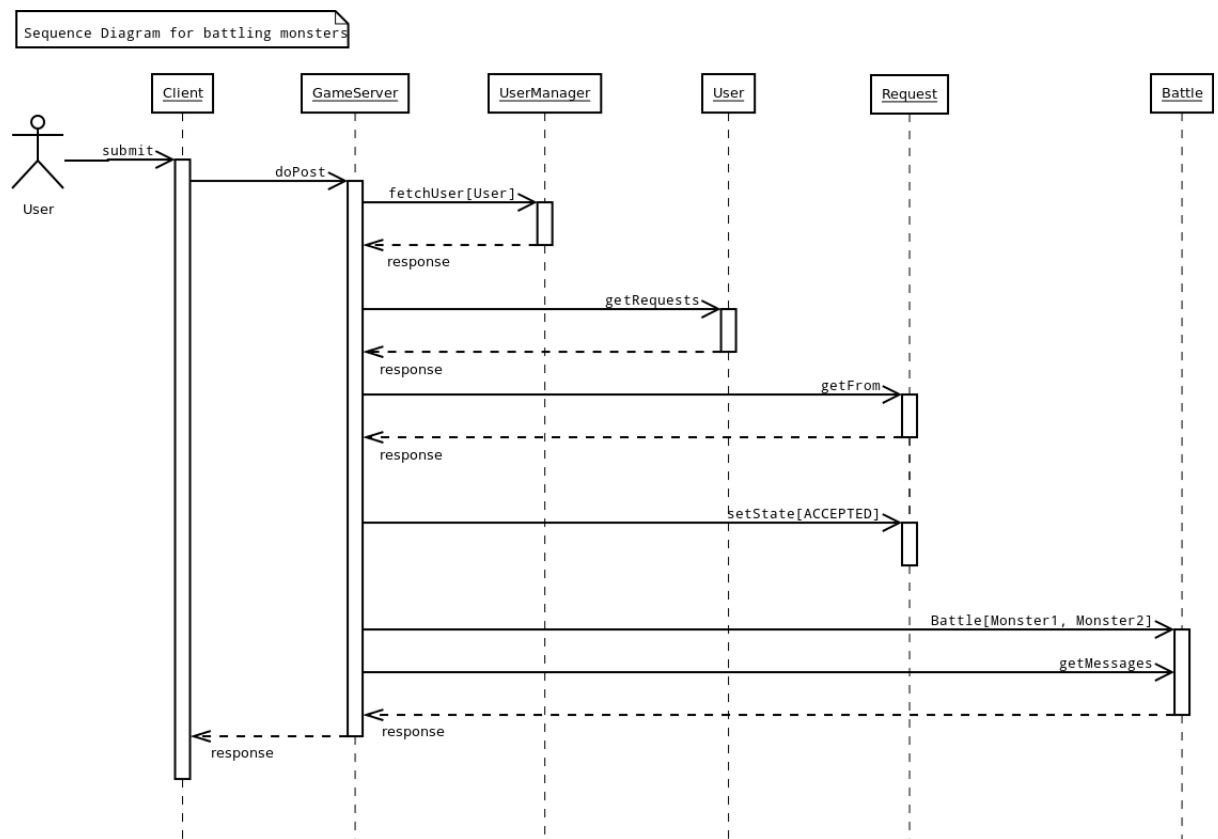 Sequence Diagram for battling monsters
Client
GameServer
UserManager
User
Request
Battle
submit
doPost
fetchUser[User]
User
response
getRequests
response
getFrom
response
setState[ACCEPTED]
Battle[Monster1, Monster2]
getMessages
response
response